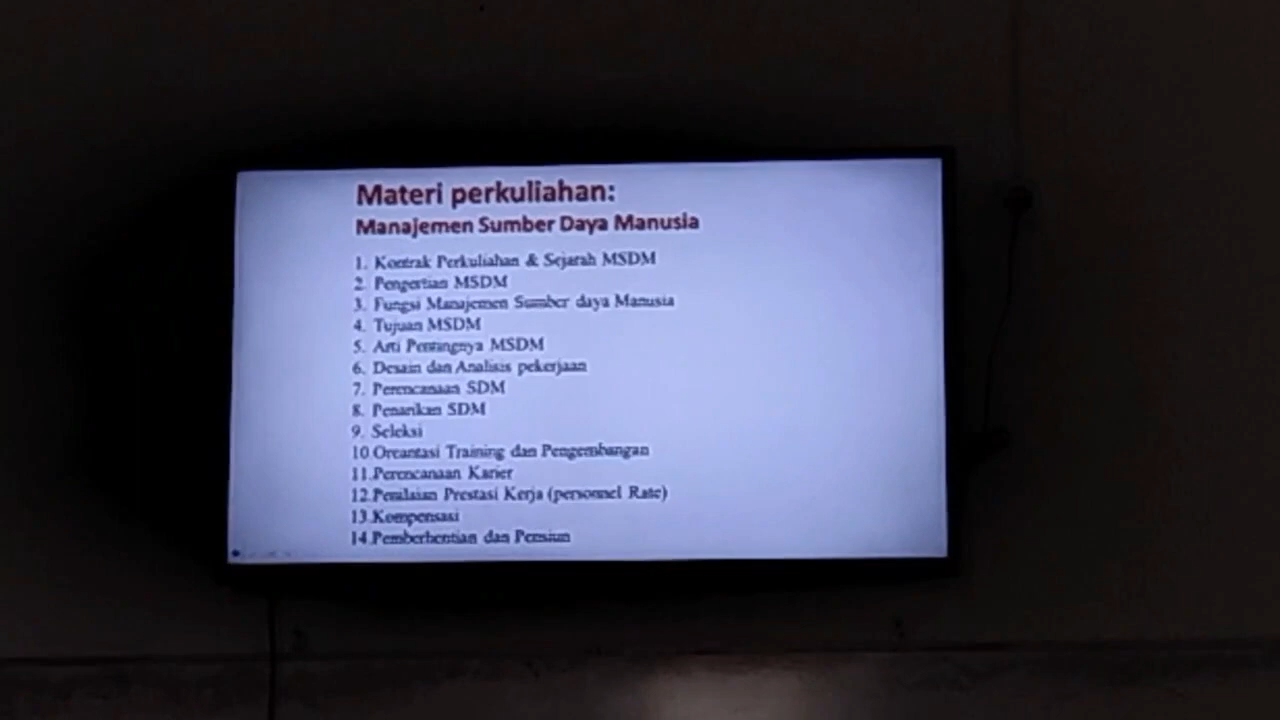 Materi perkuliahan:
Manajemen Sumber Daya Manusia
1. Kontrak Perkuliahan & Sejarah MSDM
2. Pengertian MSDM
3. Fungsi Manajemen Sumber daya Manusia
4. Tujuan MSDM
5. Arti Pentingnya MSDM
6. Desain dan Analisis pekerjaan
7. Perencanaan SDM
8. Penarikan SDM
9. Seleksi
10.Oreantasi Training dan Pengembangan
11.Perencanaan Karier
12.Penilaian Prestasi Kerja (personnel Rate)
13.Kompensasi
14.Pemberhentian dan Pensiun